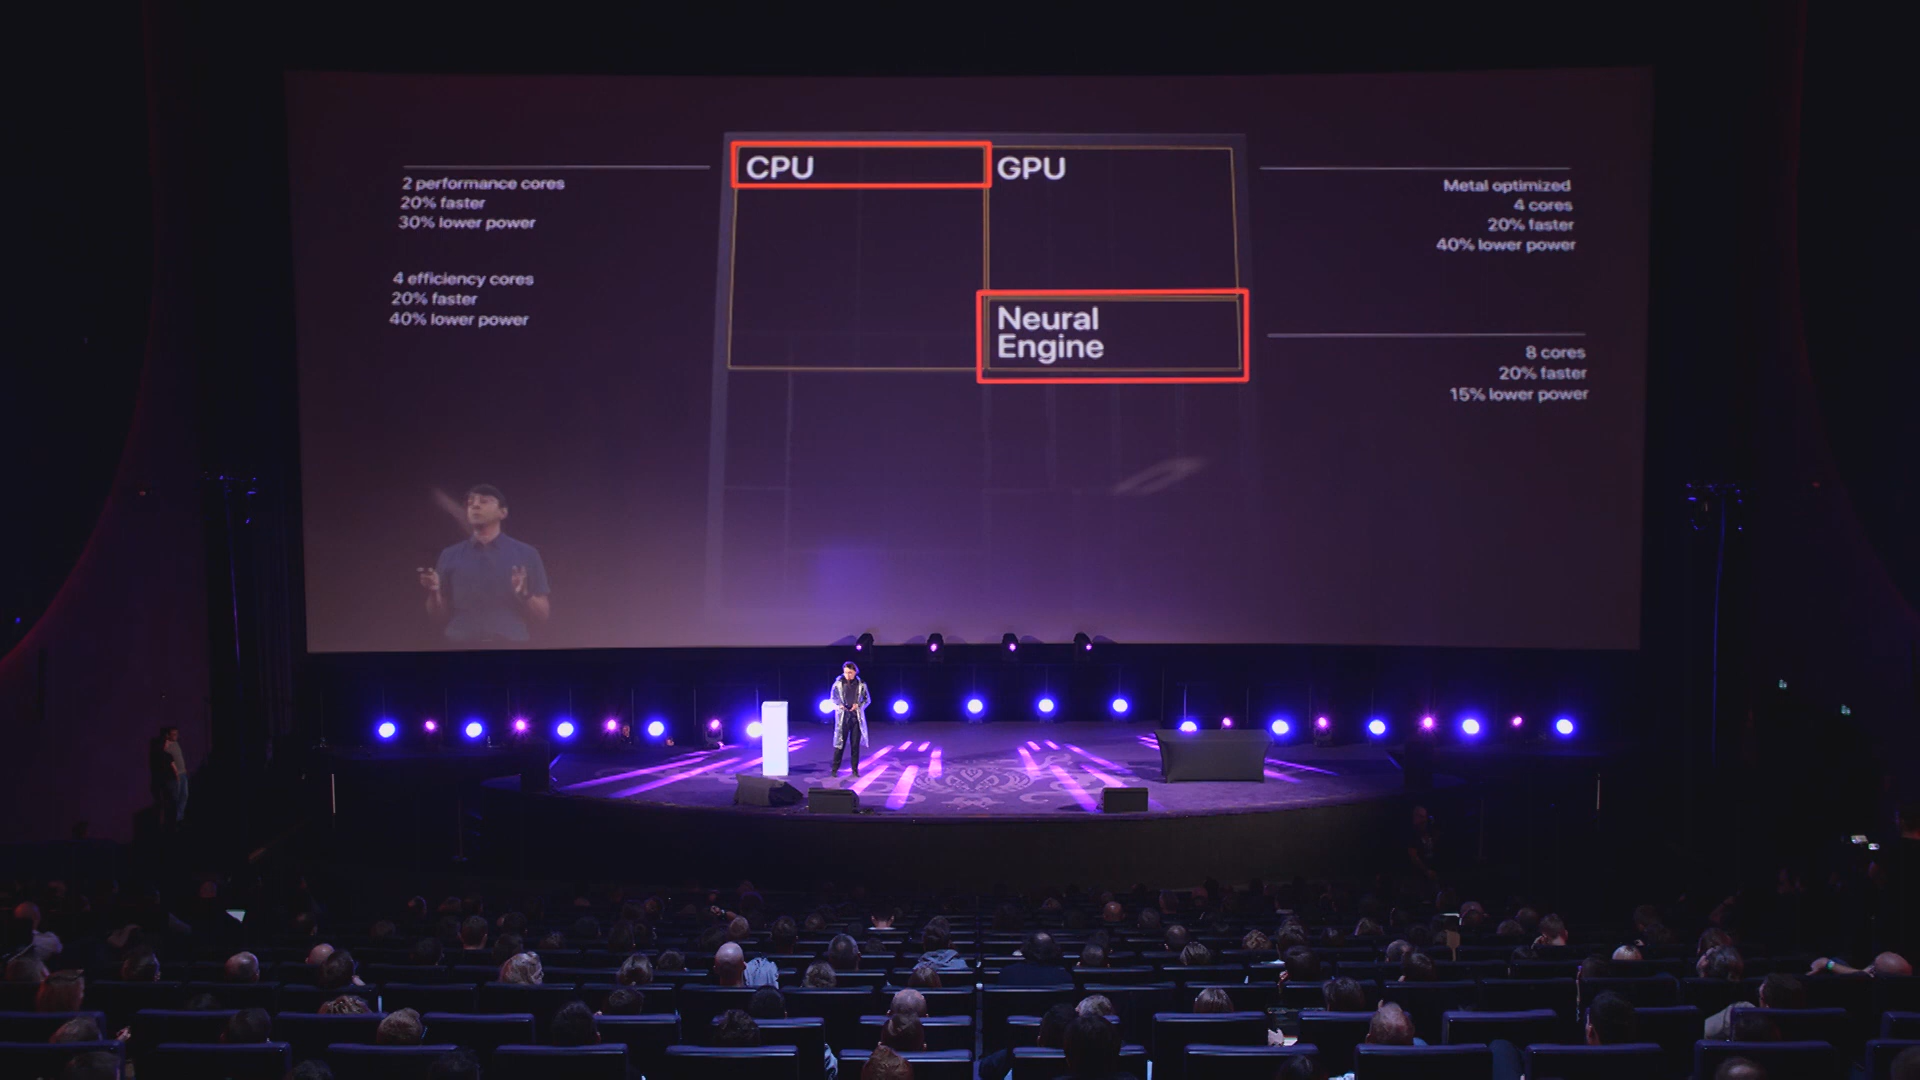 CPU
GPU
2 performance cores
20% faster
30% lower power
4 efficiency cores
20% faster
40% lower power
Metal optimized
4 cores
20% faster
40% lower power
Neural
Engine
8 cores
20% faster
15% lower power